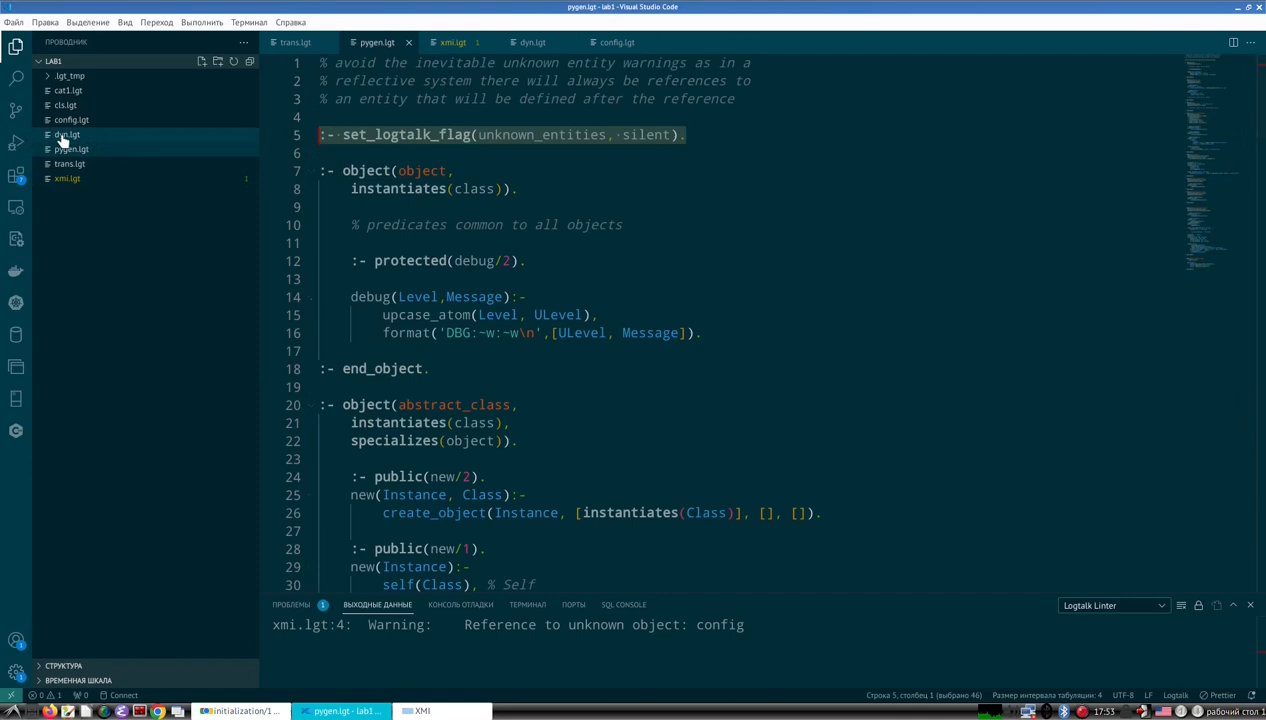 pygen.lgt - lab1 - Visual Studio Code
Файл Правка Выделение Вид Переход Выполнить Терминал Справка
ПРОВОДНИК
trans.lgt pygen.lgt xmi.lgt 1 dyn.lgt config.lgt
LAB1
.lgt_tmp
cat1.lgt
cls.lgt
config.lgt
dyn.lgt
pygen.lgt
trans.lgt
xmi.lgt 1
1 % avoid the inevitable unknown entity warnings as in a
2 % reflective system there will always be references to
3 % an entity that will be defined after the reference
4
5 :- set_logtalk_flag(unknown_entities, silent).
6
7 :- object(object,
8 instantiates(class)).
9
10 % predicates common to all objects
11
12 :- protected(debug/2).
13
14 debug(Level,Message):-
15 upcase_atom(Level, ULevel),
16 format('DBG:~w:~w\n',[ULevel, Message]).
17
18 :- end_object.
19
20 :- object(abstract_class,
21 instantiates(class),
22 specializes(object)).
23
24 :- public(new/2).
25 new(Instance, Class):-
26 create_object(Instance, [instantiates(Class)], [], []).
27
28 :- public(new/1).
29 new(Instance):-
30 self(Class), % Self
ПРОБЛЕМЫ 1 ВЫХОДНЫЕ ДАННЫЕ КОНСОЛЬ ОТЛАДКИ ТЕРМИНАЛ ПОРТЫ SQL CONSOLE Logtalk Linter
xmi.lgt:4: Warning: Reference to unknown object: config
СТРУКТУРА
ВРЕМЕННАЯ ШКАЛА
0 1 0 Connect Строка 5, столбец 1 (выбрано 46) Размер интервала табуляции: 4 UTF-8 LF Logtalk Prettier
initialization/1 ... pygen.lgt - lab1 ... XMI 17:53 рабочий стол 1